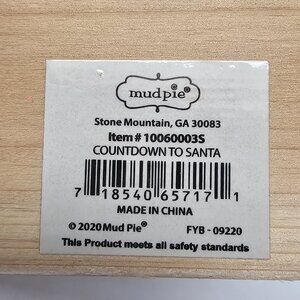 mudpie®
Stone Mountain, GA 30083
Item# 10060003S
COUNTDOWN TO SANTA
7 18540 65717 1
MADE IN CHINA
© 2020 Mud Pie® FYB - 09220
This Product meets all safety standards